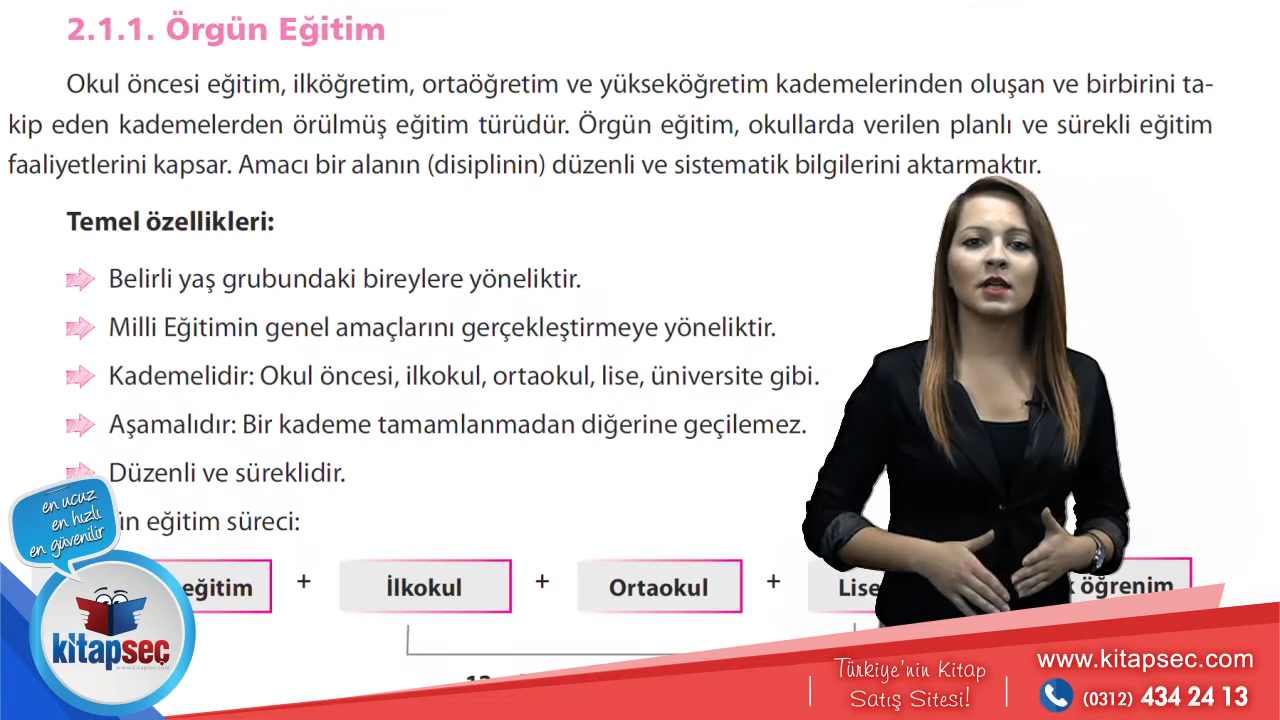 2.1.1. Örgün Eğitim
Okul öncesi eğitim, ilköğretim, ortaöğretim ve yükseköğretim kademelerinden oluşan ve birbirini ta-
kip eden kademelerden örülmüş eğitim türüdür. Örgün eğitim, okullarda verilen planlı ve sürekli eğitim
faaliyetlerini kapsar. Amacı bir alanın (disiplinin) düzenli ve sistematik bilgilerini aktarmaktır.
Temel özellikleri:
Belirli yaş grubundaki bireylere yöneliktir.
Milli Eğitimin genel amaçlarını gerçekleştirmeye yöneliktir.
Kademelidir: Okul öncesi, ilkokul, ortaokul, lise, üniversite gibi.
Aşamalıdır: Bir kademe tamamlanmadan diğerine geçilemez.
Düzenli ve süreklidir.
eğitim süreci:
eğitim + İlkokul + Ortaokul + Lise öğrenim
en ucuz
en hızlı
en güvenilir
kitapseç
www.kitapsec.com
Türkiye'nin Kitap
Satış Sitesi!
www.kitapsec.com
(0312) 434 24 13